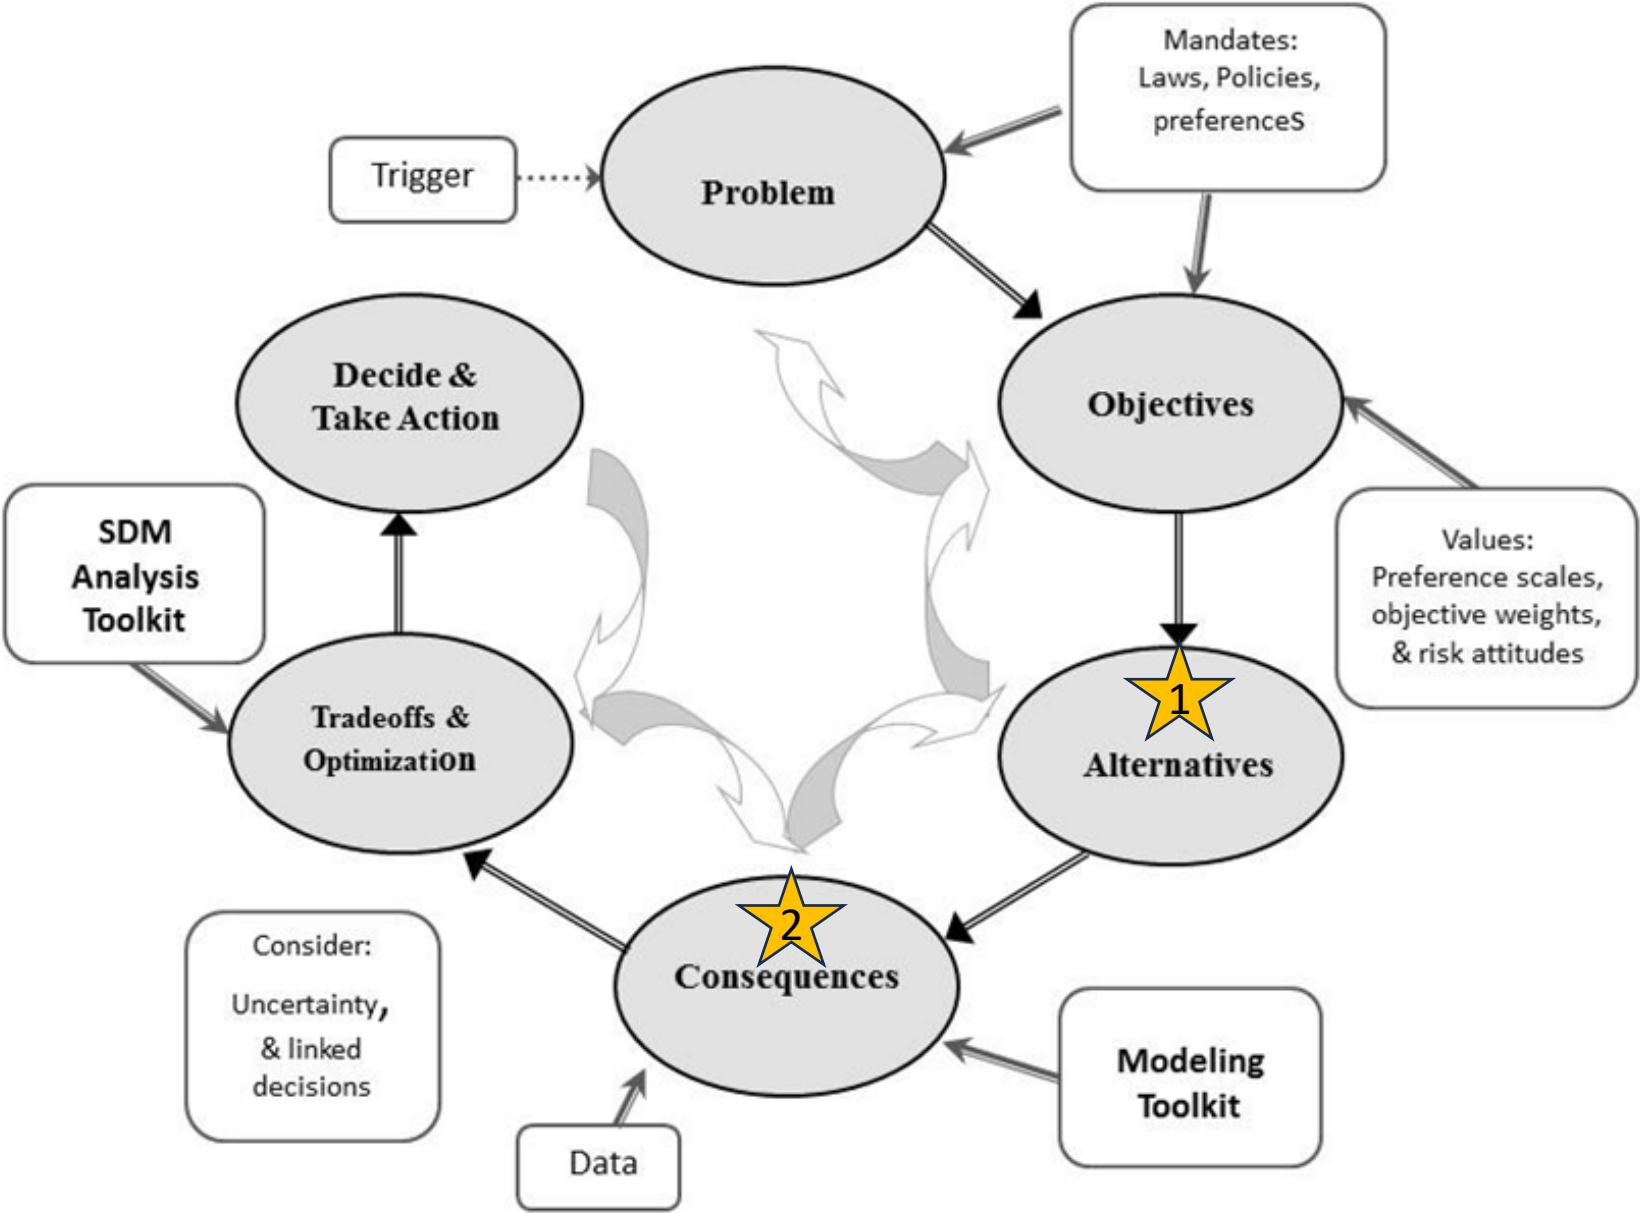 Mandates:
Laws, Policies,
preferences
Trigger
Problem
Decide &
Take Action
Objectives
SDM
Analysis
Toolkit
Values:
Preference scales,
objective weights,
& risk attitudes
1
Tradeoffs &
Optimization
Alternatives
2
Consequences
Consider:
Uncertainty,
& linked
decisions
Modeling
Toolkit
Data